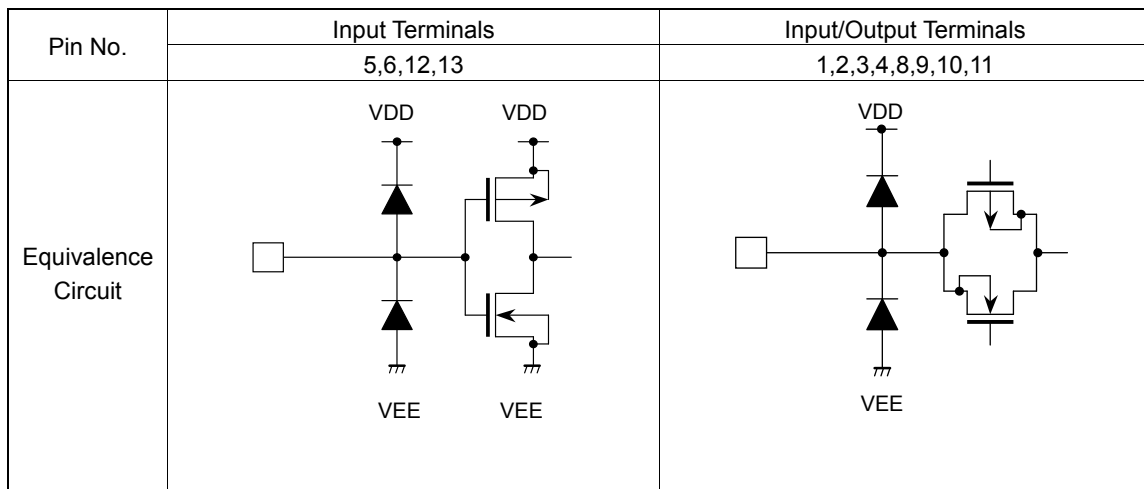 Pin No.
Input Terminals
Input/Output Terminals
5,6,12,13
1,2,3,4,8,9,10,11
Equivalence
Circuit
VDD
VDD
VEE
VEE
VDD
VEE